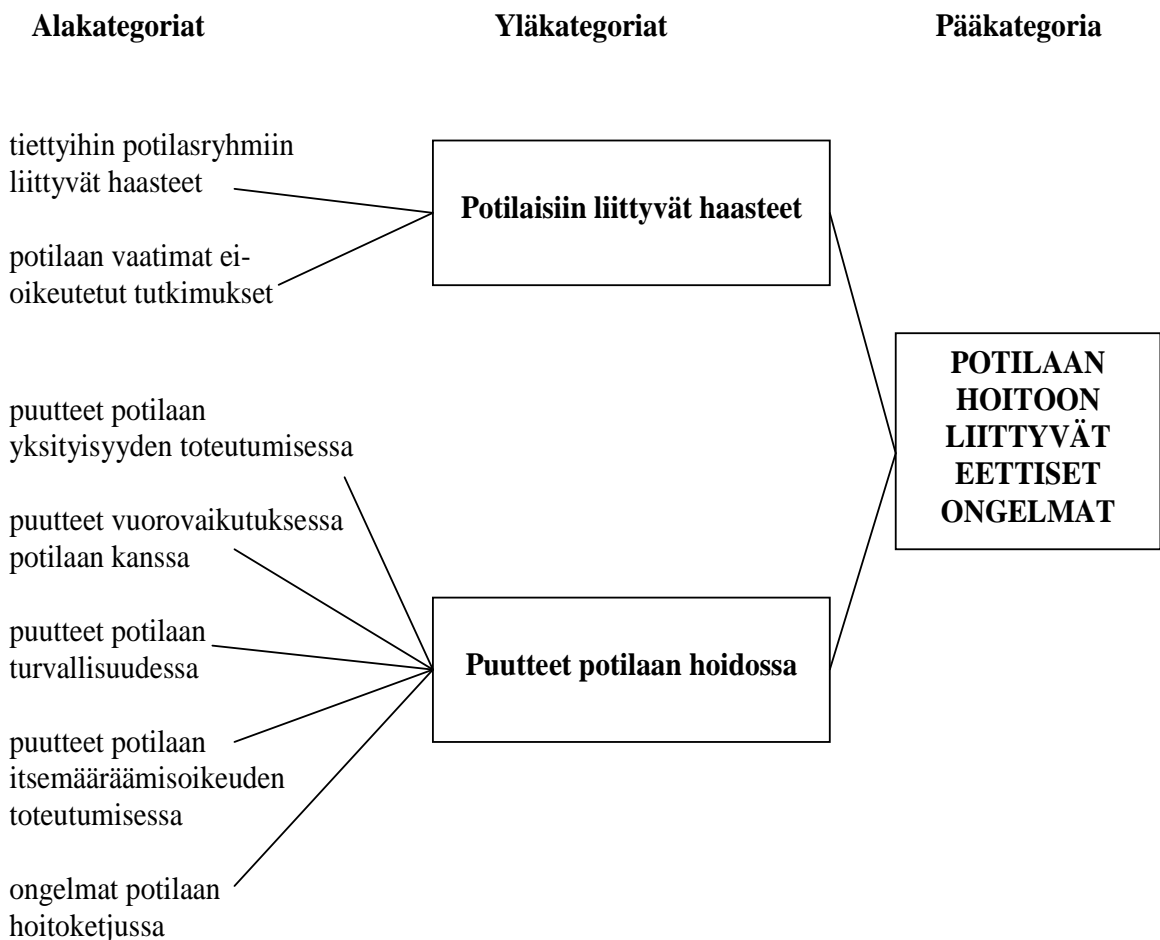 Alakategoriat
Yläkategoriat
Pääkategoria
tiettyihin potilasryhmiin
liittyvät haasteet
potilaan vaatimat ei-
oikeutetut tutkimukset
Potilaisiin liittyvät haasteet
puutteet potilaan
yksityisyyden toteutumisessa
puutteet vuorovaikutuksessa
potilaan kanssa
puutteet potilaan
turvallisuudessa
puutteet potilaan
itsemääräämisoikeuden
toteutumisessa
ongelmat potilaan
hoitoketjussa
Puutteet potilaan hoidossa
POTILAAN
HOITOON
LIITTYVÄT
EETTISET
ONGELMAT